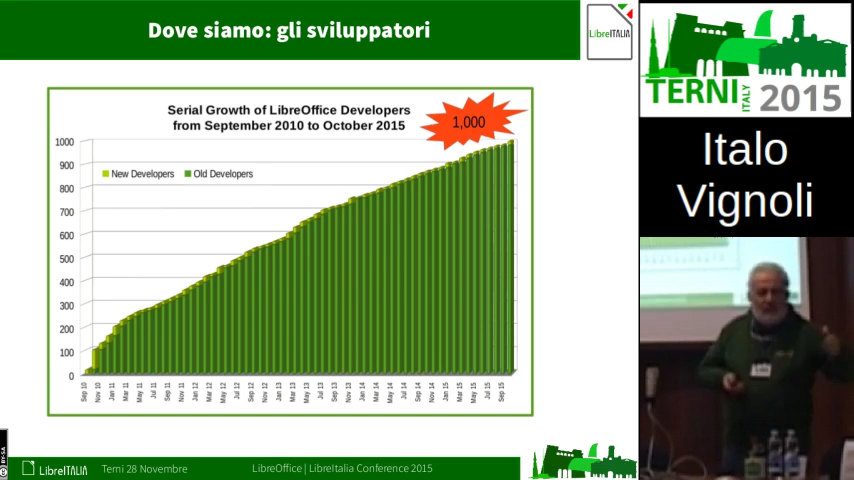 Dove siamo: gli sviluppatori
LibreITALIA
TERNI
ITALY
2015
Italo
Vignoli
Serial Growth of LibreOffice Developers
from September 2010 to October 2015
1,000
New Developers
Old Developers
1000
900
800
700
600
500
400
300
200
100
0
Sep 10
Nov 10
Jan 11
Mar 11
May 11
Jul 11
Sep 11
Nov 11
Jan 12
Mar 12
May 12
Jul 12
Sep 12
Nov 12
Jan 13
Mar 13
May 13
Jul 13
Sep 13
Nov 13
Jan 14
Mar 14
May 14
Jul 14
Sep 14
Nov 14
Jan 15
Mar 15
May 15
Jul 15
Sep 15
BY-SA
LibreITALIA
Terni 28 Novembre
LibreOffice | LibreItalia Conference 2015